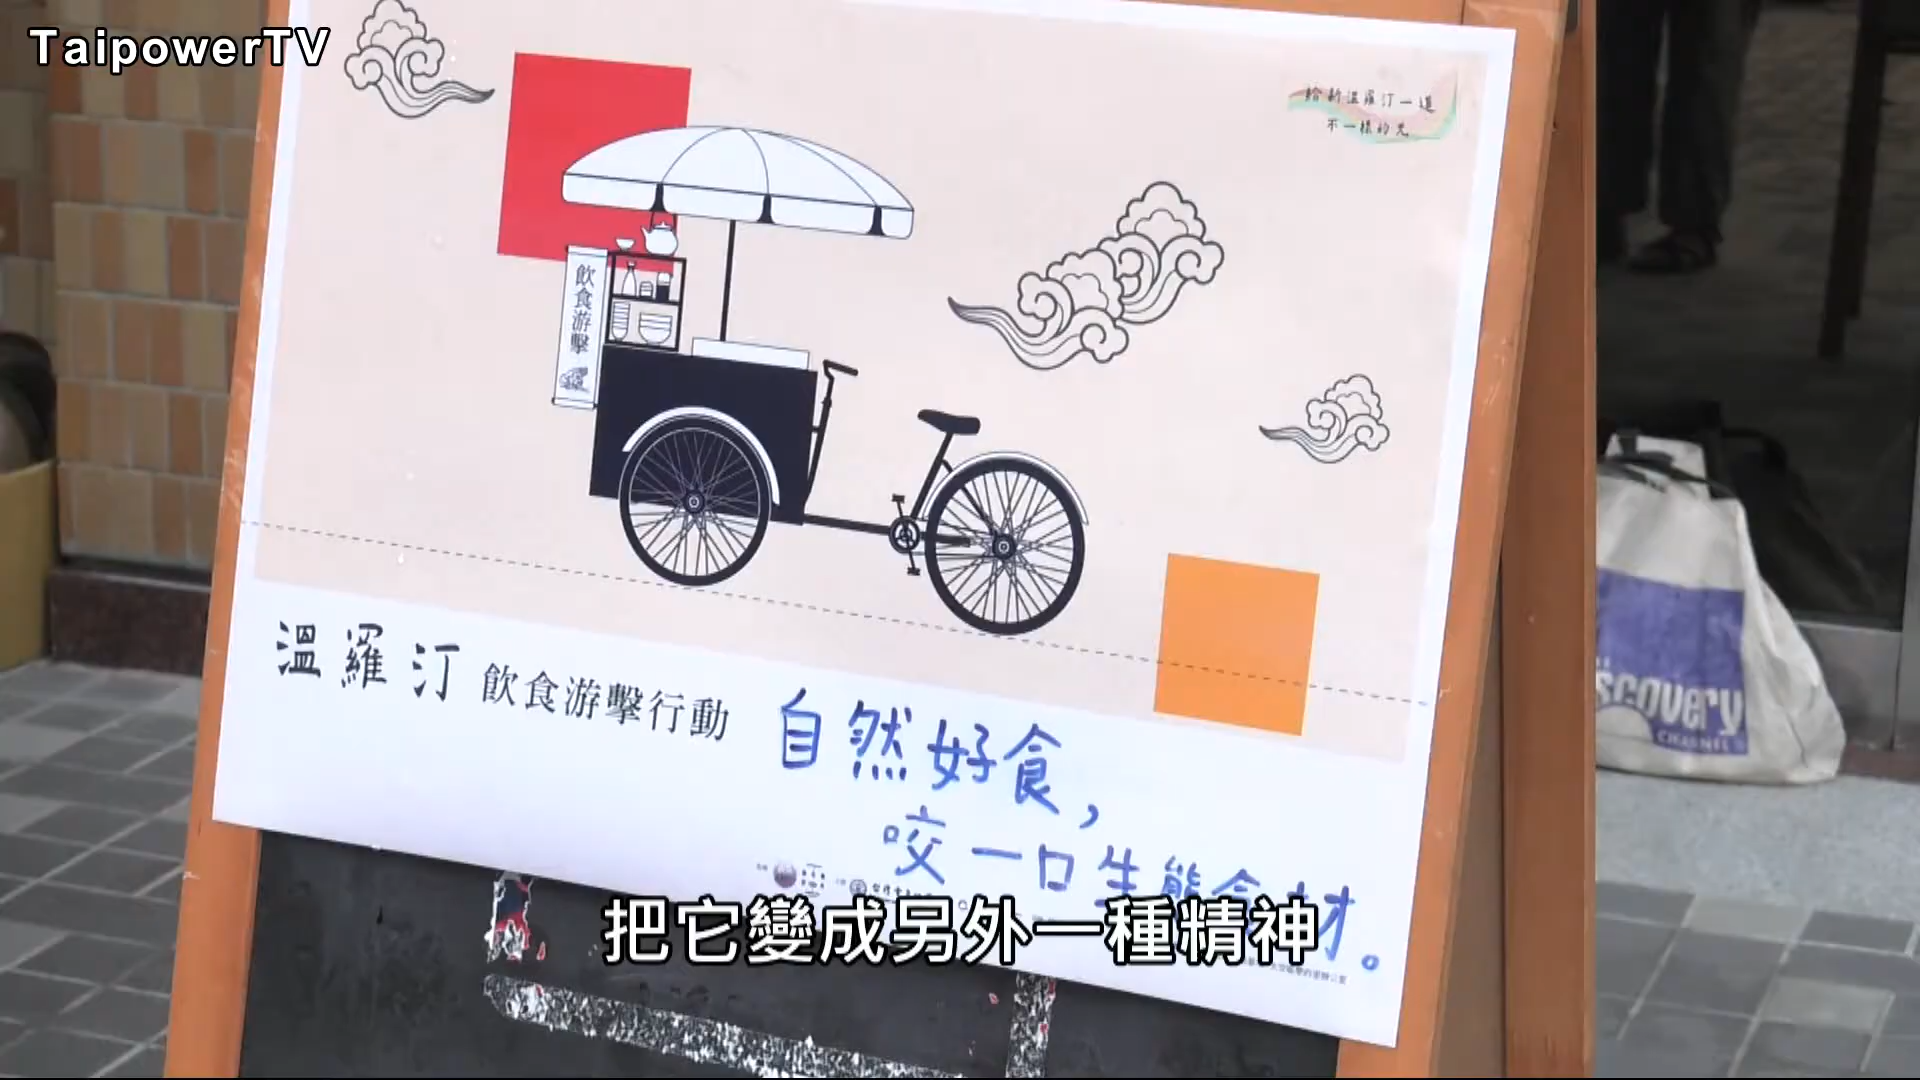 TaipowerTV
給新溫羅汀一道
不一樣的光
飲食游擊
溫羅汀 飲食游擊行動
自然好食,
咬一口生態食材。
把它變成另外一種精神
Discovery
CHANNEL